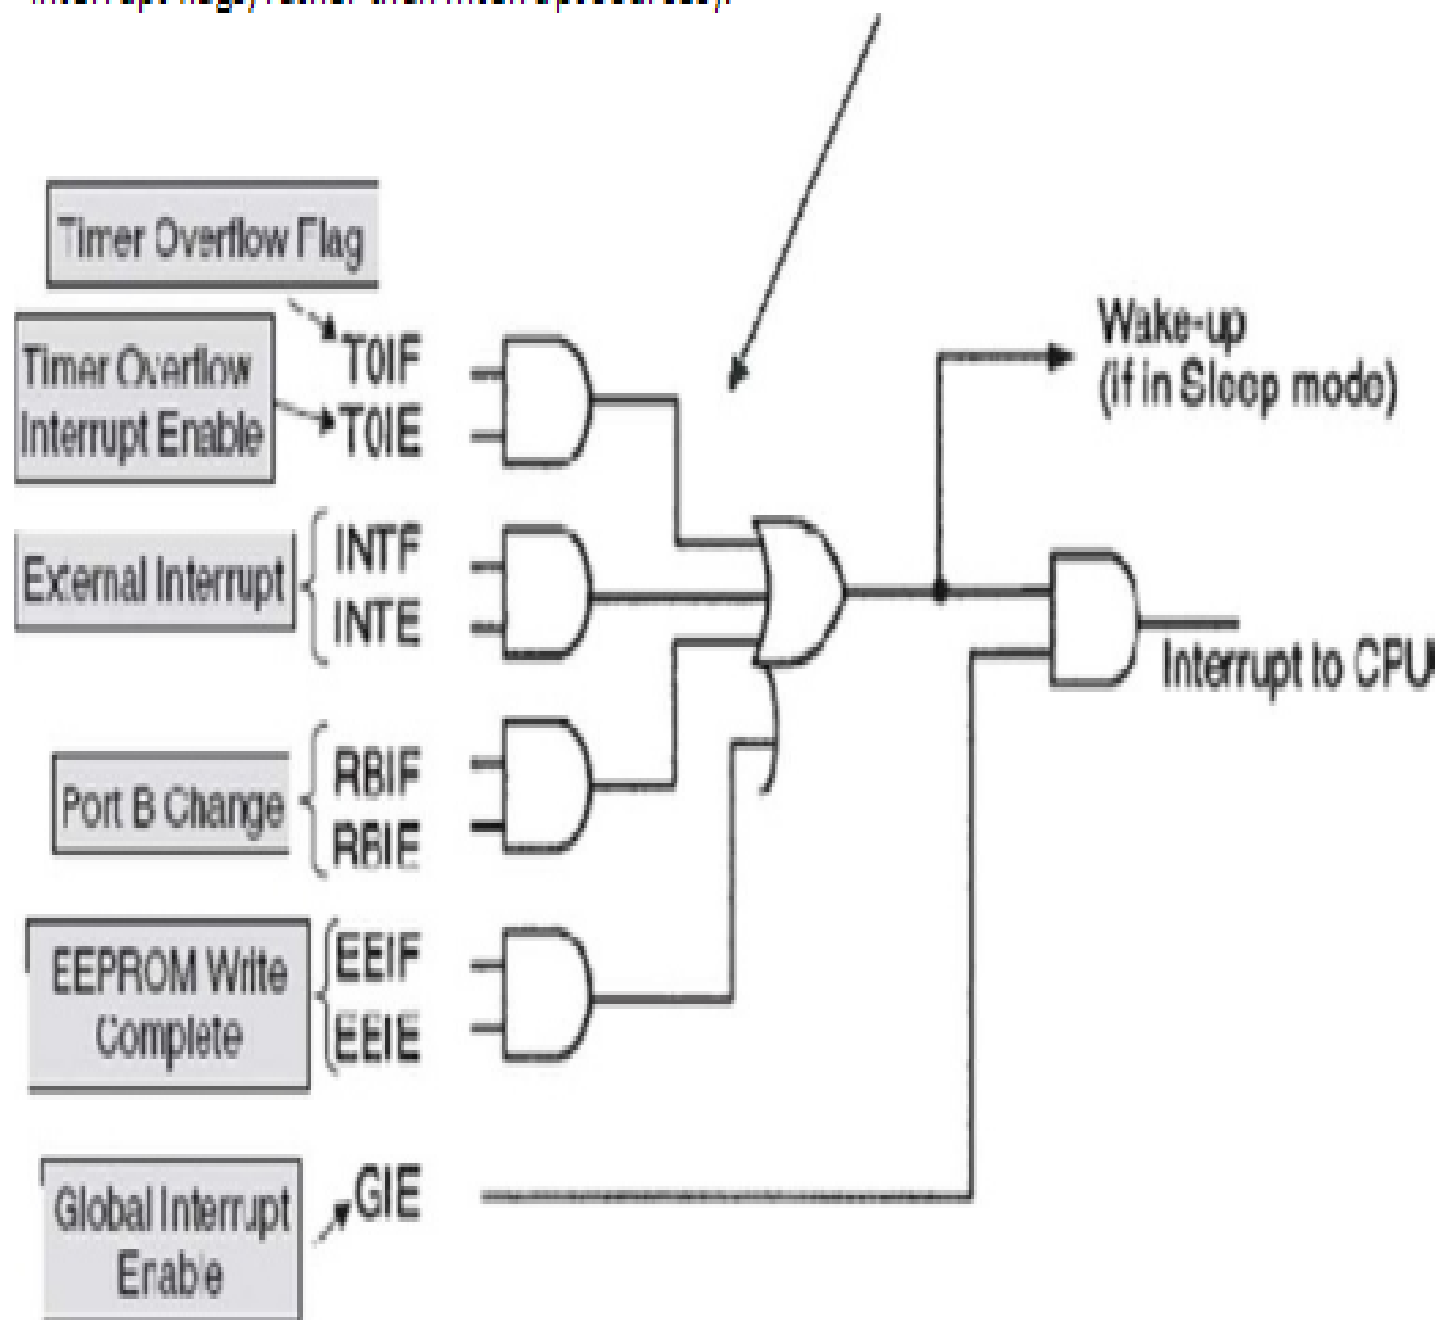 Timer Overflow Flag
T0IF
Timer Overflow
Interrupt Enable
T0IE
External Interrupt
INTF
INTE
Port B Change
RBIF
RBIE
EEPROM Write
Complete
EEIF
EEIE
Global Interrupt
Enable
GIE
Wake-up
(if in Sleep mode)
Interrupt to CPU